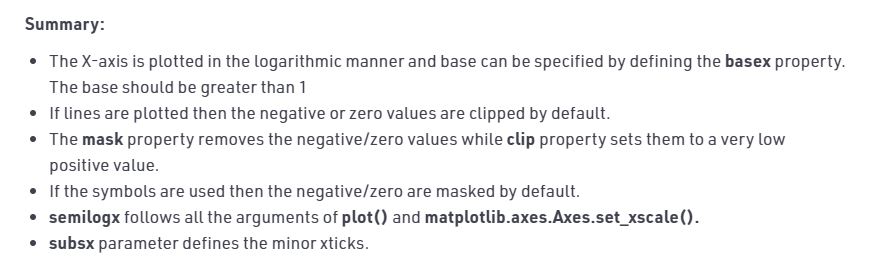 Summary:
• The X-axis is plotted in the logarithmic manner and base can be specified by defining the basex property.
The base should be greater than 1
• If lines are plotted then the negative or zero values are clipped by default.
• The mask property removes the negative/zero values while clip property sets them to a very low
positive value.
• If the symbols are used then the negative/zero are masked by default.
• semilogx follows all the arguments of plot() and matplotlib.axes.Axes.set_xscale().
• subsx parameter defines the minor xticks.